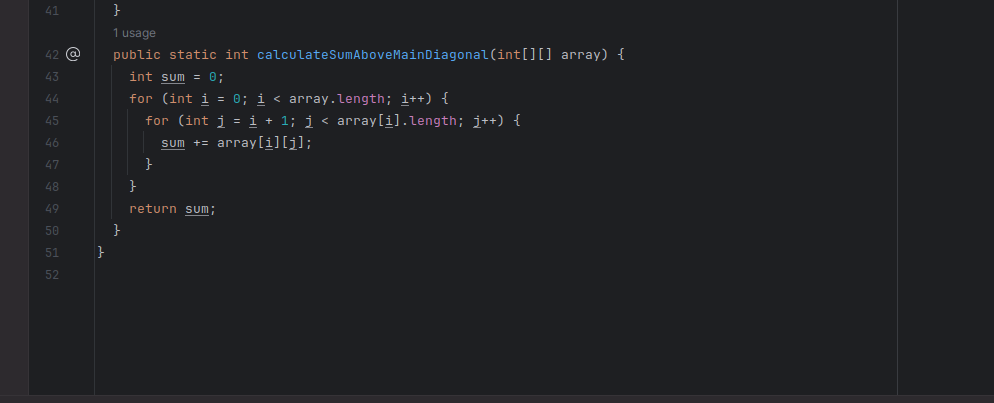 41 }
1 usage
42 @ public static int calculateSumAboveMainDiagonal(int[][] array) {
43 int sum = 0;
44 for (int i = 0; i < array.length; i++) {
45 for (int j = i + 1; j < array[i].length; j++) {
46 sum += array[i][j];
47 }
48 }
49 return sum;
50 }
51 }
52